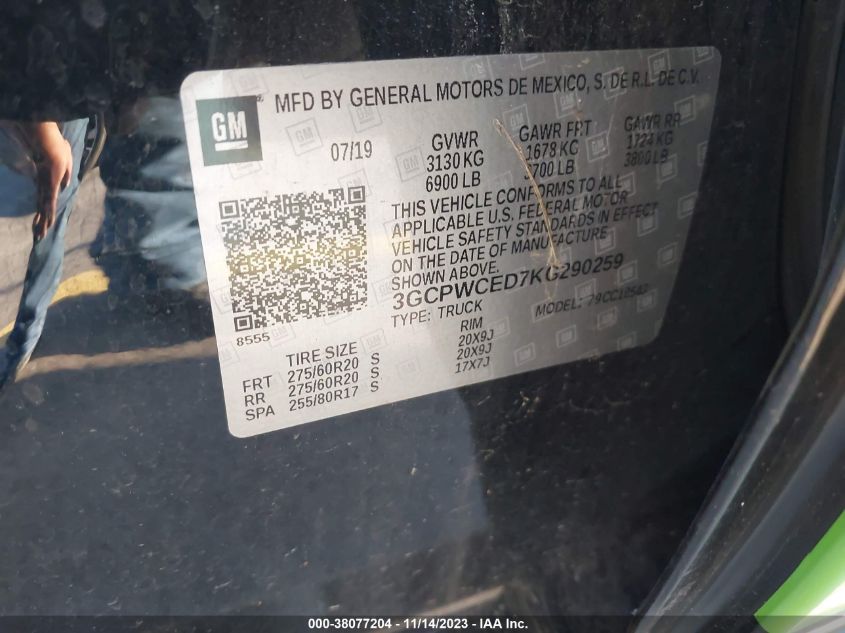 GM
MFD BY GENERAL MOTORS DE MEXICO, S. DE R.L. DE C.V.
07/19
GVWR GAWR FRT GAWR RR
3130 KG 1678 KG 1724 KG
6900 LB 3700 LB 3800 LB
THIS VEHICLE CONFORMS TO ALL
APPLICABLE U.S. FEDERAL MOTOR
VEHICLE SAFETY STANDARDS IN EFFECT
ON THE DATE OF MANUFACTURE
SHOWN ABOVE.
3GCPWCED7KG290259
TYPE: TRUCK MODEL:
8555
TIRE SIZE RIM
FRT 275/60R20 S 20X9J
RR 275/60R20 S 20X9J
SPA 255/80R17 S 17X7J
000-38077204 - 11/14/2023 - IAA Inc.